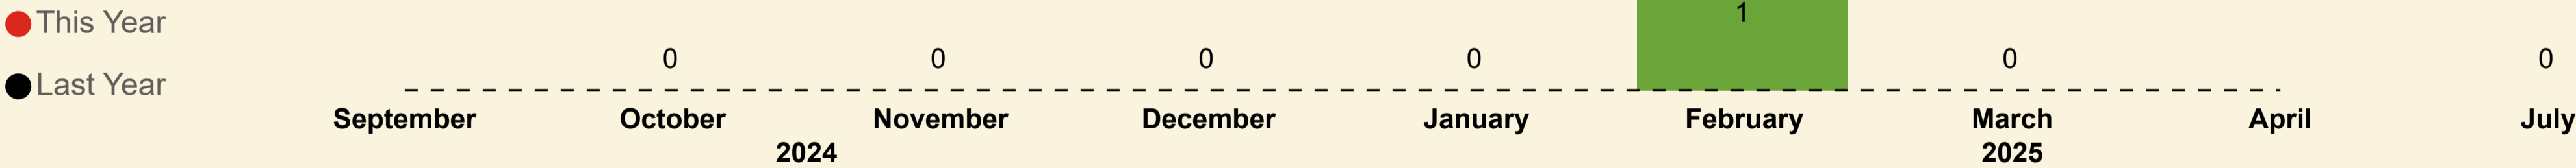 This Year
1
0 0 0 0 0 0
Last Year
September October November December January February March April July
2024 2025